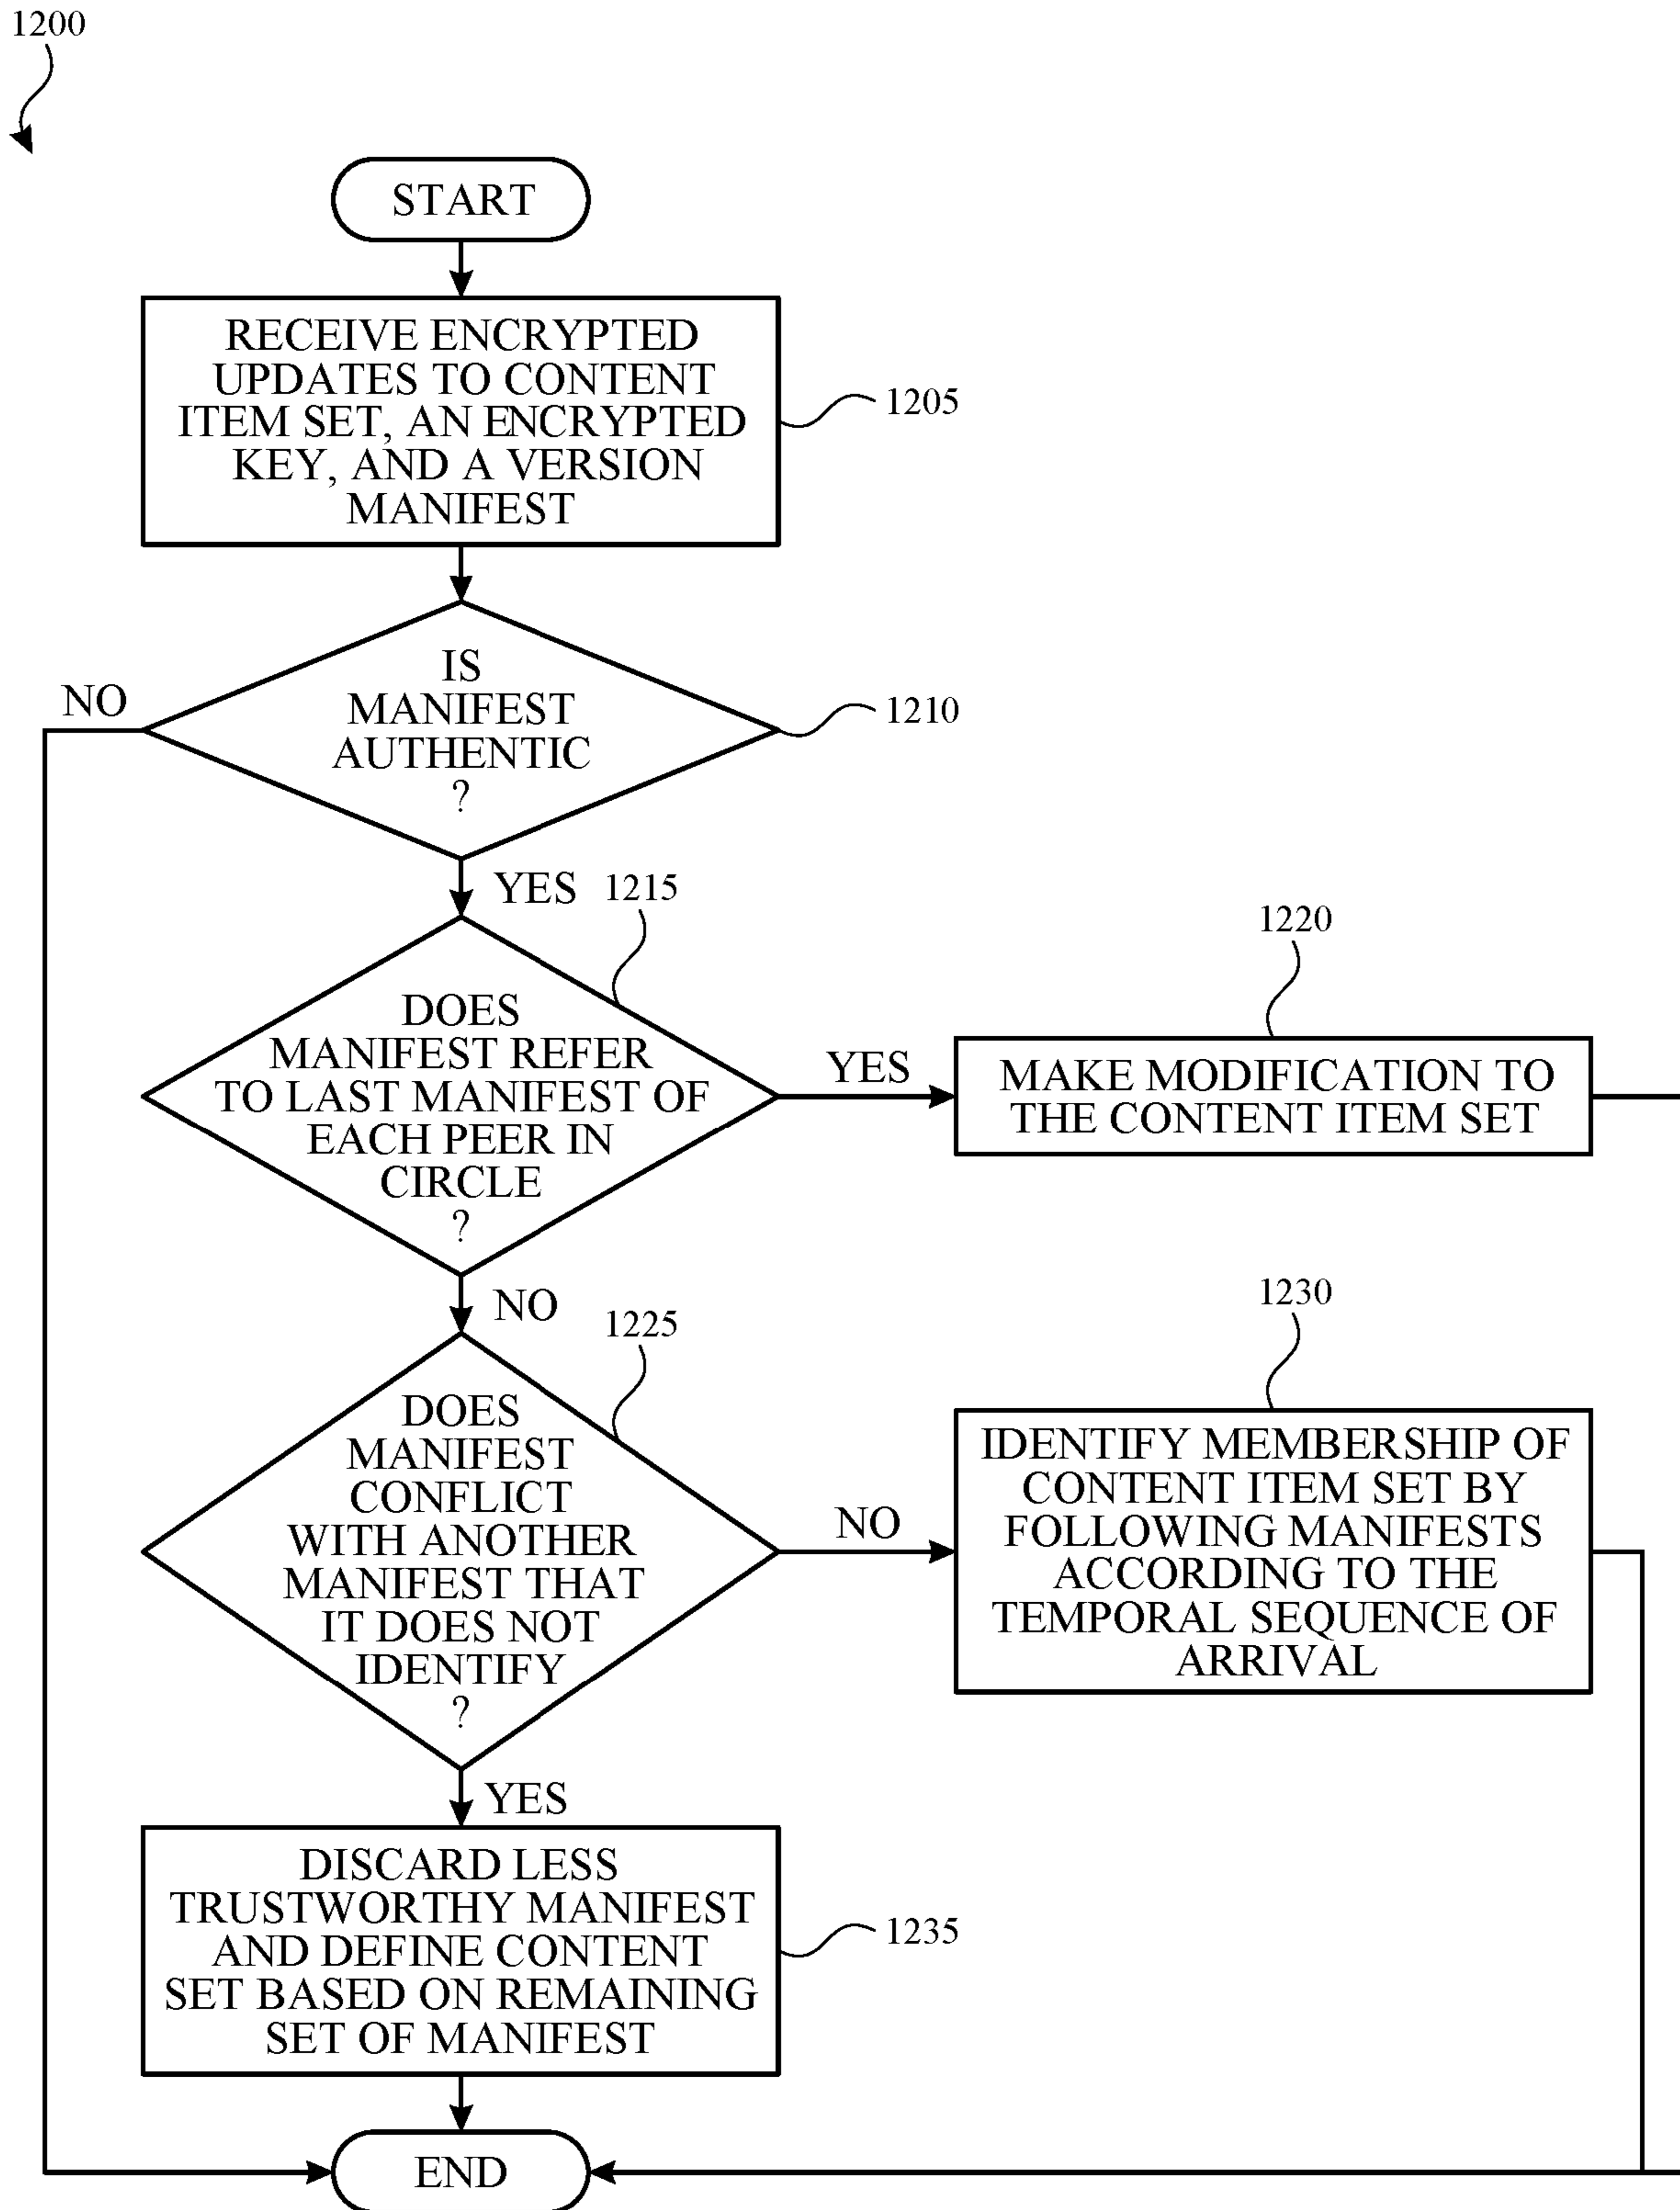 1200
START
RECEIVE ENCRYPTED
UPDATES TO CONTENT
ITEM SET, AN ENCRYPTED
KEY, AND A VERSION
MANIFEST
1205
IS
MANIFEST
AUTHENTIC
?
1210
NO
YES
1215
DOES
MANIFEST REFER
TO LAST MANIFEST OF
EACH PEER IN
CIRCLE
?
YES
1220
MAKE MODIFICATION TO
THE CONTENT ITEM SET
NO
1225
DOES
MANIFEST
CONFLICT
WITH ANOTHER
MANIFEST THAT
IT DOES NOT
IDENTIFY
?
NO
1230
IDENTIFY MEMBERSHIP OF
CONTENT ITEM SET BY
FOLLOWING MANIFESTS
ACCORDING TO THE
TEMPORAL SEQUENCE OF
ARRIVAL
YES
DISCARD LESS
TRUSTWORTHY MANIFEST
AND DEFINE CONTENT
SET BASED ON REMAINING
SET OF MANIFEST
1235
END